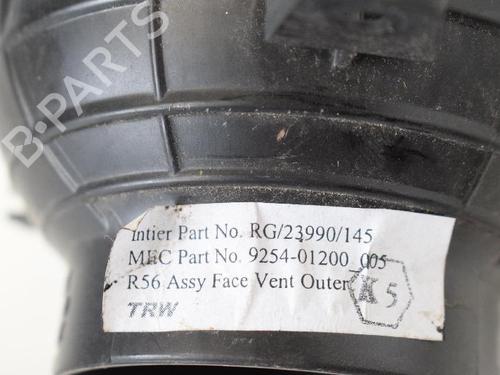 B-PARTS
Intier Part No. RG/23990/145
MEC Part No. 9254-01200_005
R56 Assy Face Vent Outer
K5
TRW